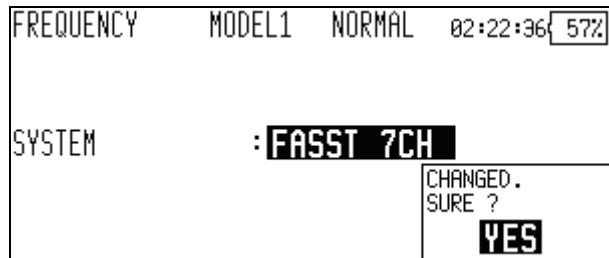 FREQUENCY MODEL1 NORMAL 02:22:36 57%
SYSTEM :FASST 7CH
CHANGED.
SURE ?
YES